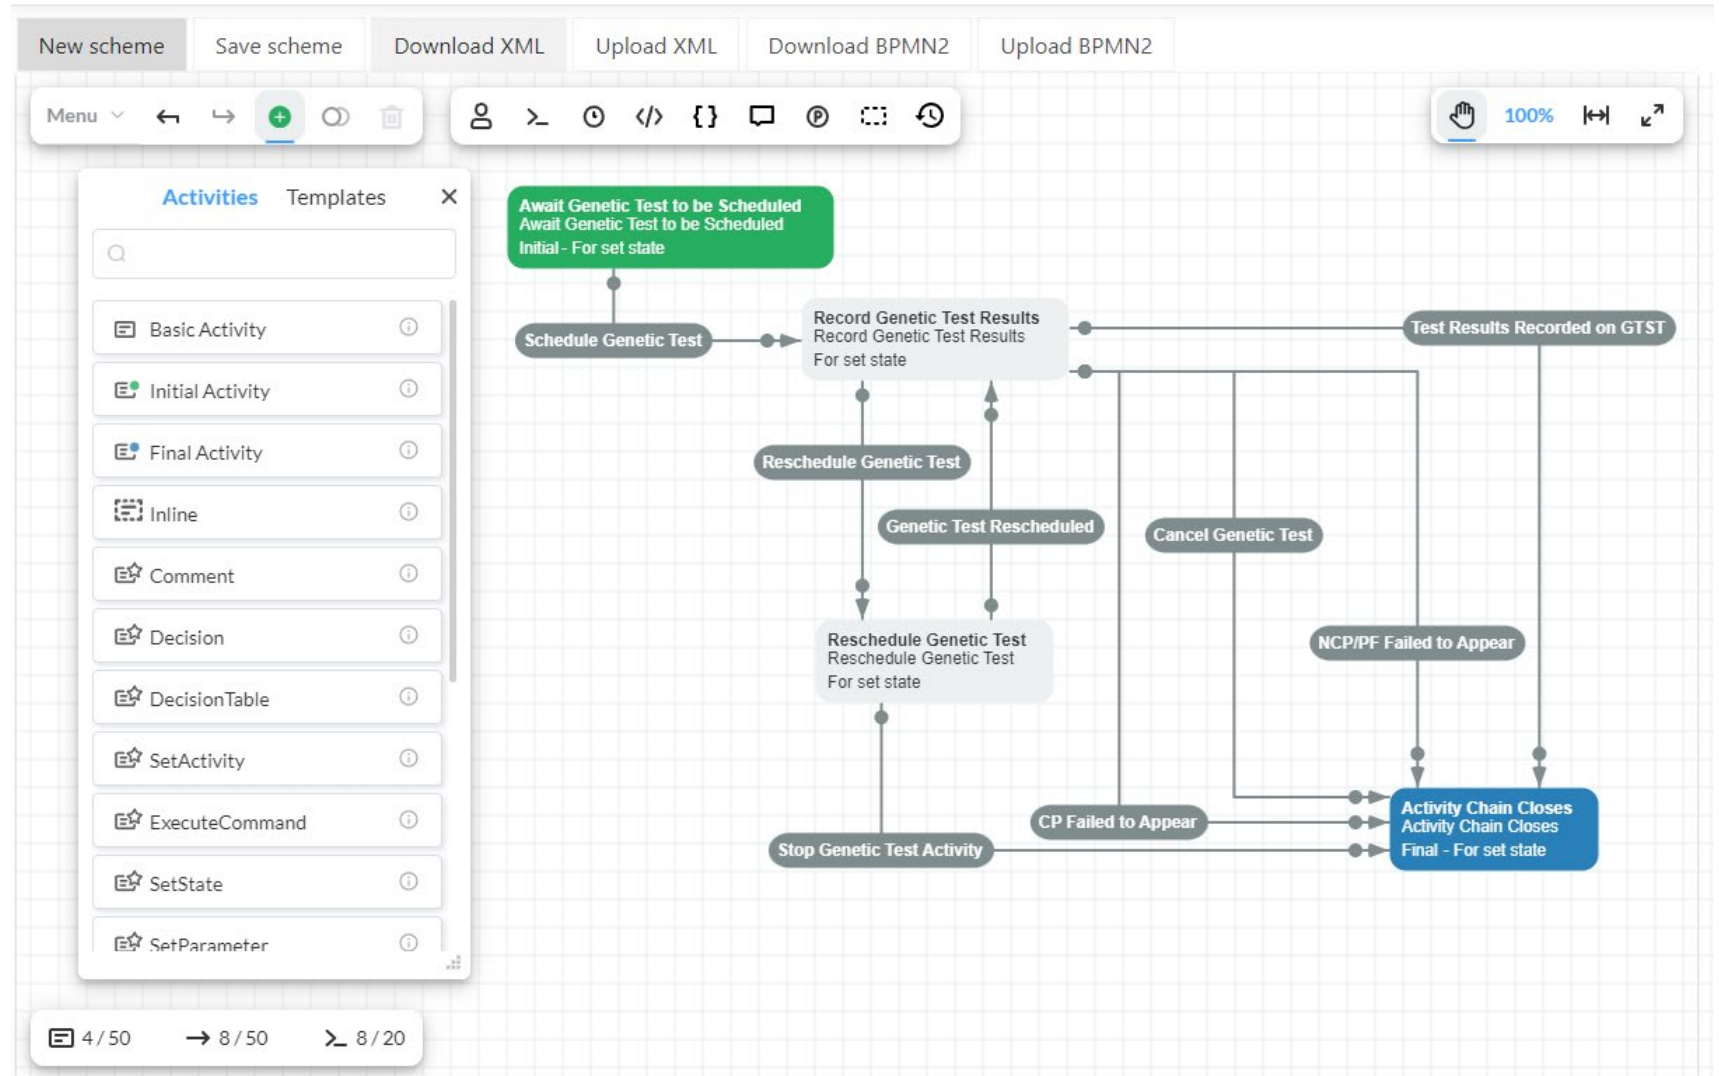 New scheme
Save scheme
Download XML
Upload XML
Download BPMN2
Upload BPMN2
Menu
100%
Activities
Templates
Basic Activity
Initial Activity
Final Activity
Inline
Comment
Decision
DecisionTable
SetActivity
ExecuteCommand
SetState
SetParameter
4 / 50
8 / 50
8 / 20
Await Genetic Test to be Scheduled
Await Genetic Test to be Scheduled
Initial - For set state
Schedule Genetic Test
Record Genetic Test Results
Record Genetic Test Results
For set state
Test Results Recorded on GTST
Reschedule Genetic Test
Genetic Test Rescheduled
Cancel Genetic Test
NCP/PF Failed to Appear
Reschedule Genetic Test
Reschedule Genetic Test
For set state
CP Failed to Appear
Stop Genetic Test Activity
Activity Chain Closes
Activity Chain Closes
Final - For set state